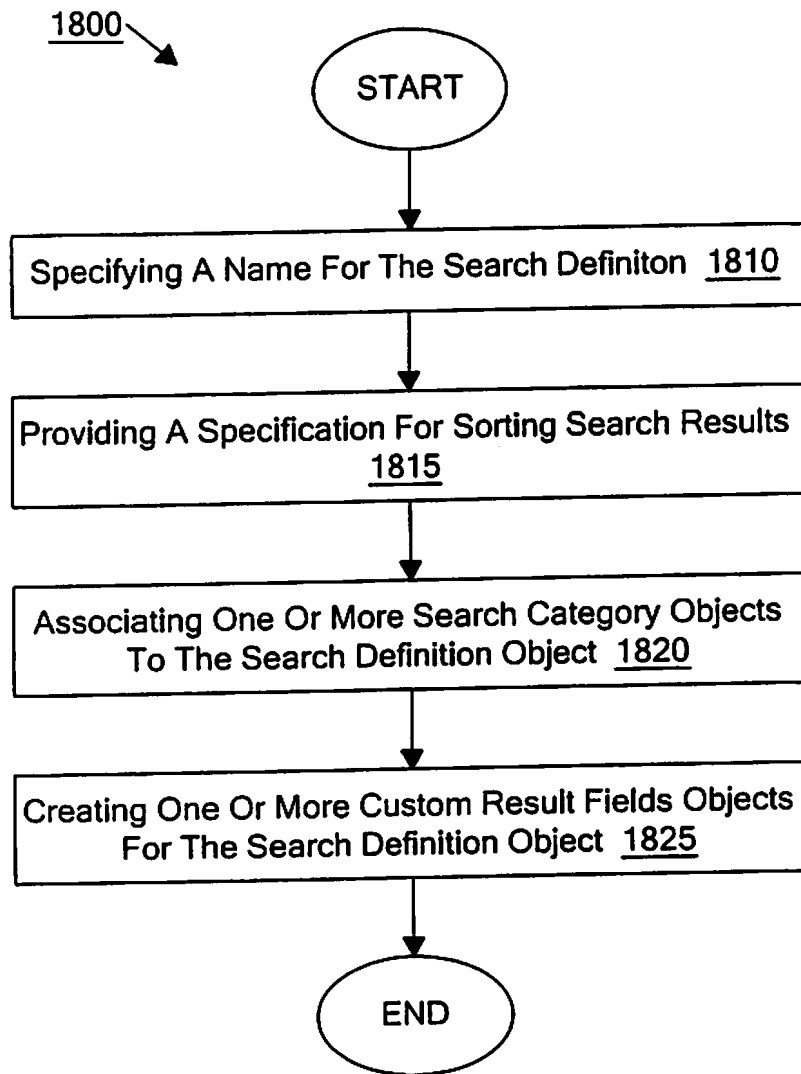 1800
START
Specifying A Name For The Search Definiton 1810
Providing A Specification For Sorting Search Results
1815
Associating One Or More Search Category Objects
To The Search Definition Object 1820
Creating One Or More Custom Result Fields Objects
For The Search Definition Object 1825
END